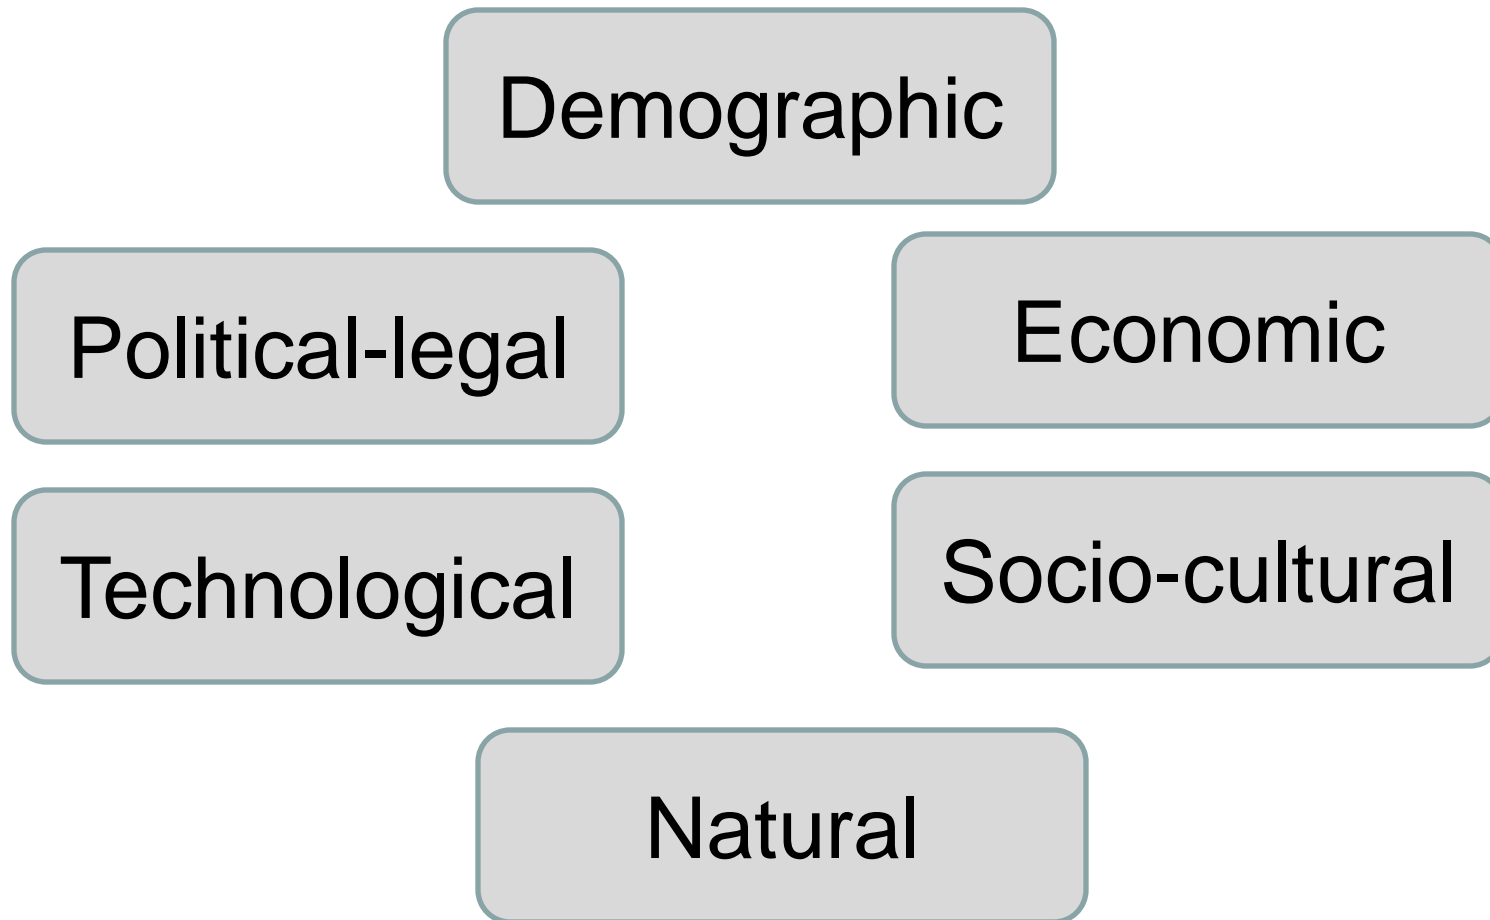 Demographic
Political-legal
Economic
Technological
Socio-cultural
Natural